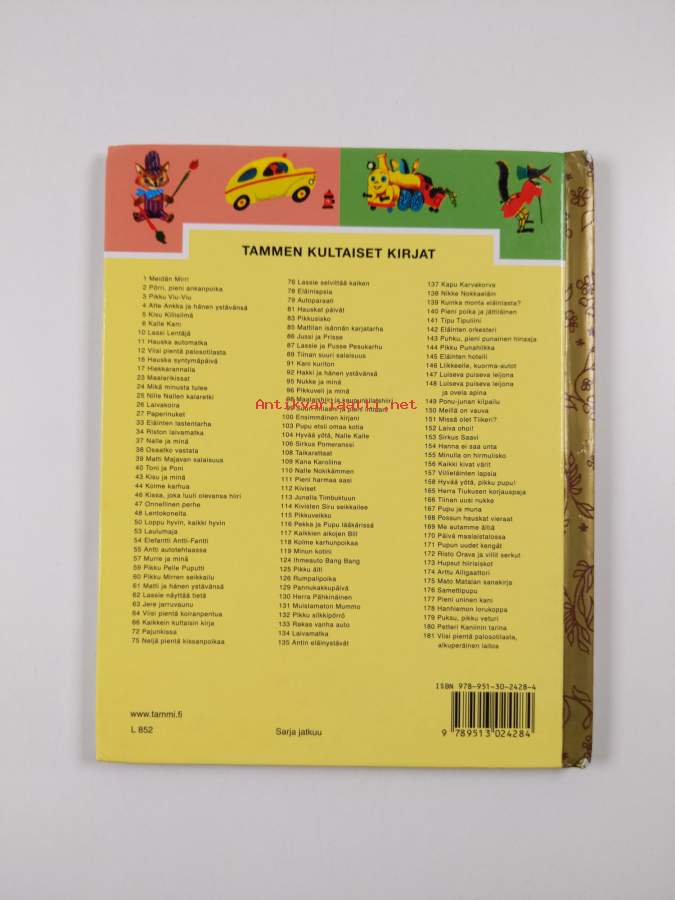 TAMMEN KULTAISET KIRJAT
1 Meidän Mirri
2 Pörri, pieni ankanpoika
3 Pikku Viu-Viu
4 Atte Ankka ja hänen ystävänsä
5 Kisu Killisilmä
8 Kalle Kani
10 Lassi Lentäjä
11 Hauska automatka
12 Viisi pientä palosotilasta
16 Hauska syntymäpäivä
17 Hiekkarannalla
23 Maalarikissat
24 Mikä minusta tulee
25 Nille Nallen kalaretki
26 Laivakoira
27 Paperinuket
33 Eläinten lastentarha
34 Riston laivamatka
37 Nalle ja minä
38 Osaatko vastata
39 Matti Majavan salaisuus
40 Toni ja Poni
43 Kisu ja minä
44 Kolme karhua
46 Kissa, joka luuli olevansa hiiri
47 Onnellinen perhe
48 Lentokoneita
50 Loppu hyvin, kaikki hyvin
53 Laulumaja
54 Elefantti Antti-Fantti
55 Antti autotehtaassa
57 Murre ja minä
59 Pikku Pelle Puputti
60 Pikku Mirren seikkailu
61 Matti ja hänen ystävänsä
62 Lassie näyttää tietä
63 Jere jarruvaunu
64 Viisi pientä koiranpentua
66 Kaikkein kultaisin kirja
72 Pajunkissa
75 Neljä pientä kissanpoikaa
76 Lassie selvittää kaiken
78 Eläinlapsia
79 Autoparaati
81 Hauskat päivät
83 Pikkusisko
85 Mattilan isännän karjatarha
86 Jussi ja Prisse
87 Lassie ja Pusse Pesukarhu
89 Tiinan suuri salaisuus
91 Kani kuriton
92 Hakki ja hänen ystävänsä
95 Nukke ja minä
96 Pikkuveli ja minä
98 Maalaishiiri ja kaupunkilaishiiri
100 Ensimmäinen kirjani
103 Pupu etsii omaa kotia
104 Hyvää yötä, Nalle Kalle
106 Sirkus Pomeranssi
108 Taikarattaat
109 Kana Karoliina
110 Nalle Nokikämmen
111 Pieni harmaa aasi
112 Kiviset
113 Junalla Timbuktuun
114 Kivisten Siru seikkailee
115 Pikkuveikko
116 Pekka ja Pupu lääkärissä
117 Kaikkien aikojen Bill
118 Kolme karhunpoikaa
119 Minun kotini
124 Ihmeauto Bang Bang
125 Pikku äiti
126 Rumpalipoika
129 Pannukakkupäivä
130 Herra Pähkinäinen
131 Muistamaton Mummo
132 Pikku silkkipörrö
133 Rekas vanha auto
134 Laivamatka
135 Antin eläinystävät
137 Kapu Karvakorva
138 Nikke Nokkaeläin
139 Kuinka monta eläinlasta?
140 Pieni poika ja jättiläinen
141 Tipu Tipuliini
142 Eläinten orkesteri
143 Puhku, pieni punainen hinaaja
144 Pikku Punahilkka
145 Eläinten hotelli
146 Liikkeelle, kuorma-autot
147 Luiseva puiseva leijona
148 Luiseva puiseva leijona
ja ovela apina
149 Ponu-junan kilpailu
150 Meillä on vauva
151 Missä olet Tiikeri?
152 Laiva ohoi!
153 Sirkus Saavi
154 Hanna ei saa unta
155 Minulla on hirmulisko
156 Kaikki kivat värit
157 Villieläinten lapsia
158 Hyvää yötä, pikku pupu!
165 Herra Tiukusen korjauspaja
166 Tiinan uusi nukke
167 Pupu ja muna
168 Possun hauskat vieraat
169 Me autamme äitiä
170 Päivä maalaistalossa
171 Pupun uudet kengät
172 Risto Orava ja villit serkut
173 Hupsut hiirisiskot
174 Arttu Alligaattori
175 Mato Matalan sanakirja
176 Samettipupu
177 Pieni uninen kani
178 Hanhiemon lorukoppa
179 Puksu, pikku veturi
180 Petteri Kaniinin tarina
181 Viisi pientä palosotilasta,
alkuperäinen laitos
Antikvariaatti.net
www.tammi.fi
L 852
Sarja jatkuu
ISBN 978-951-30-2428-4
9 789513 024284